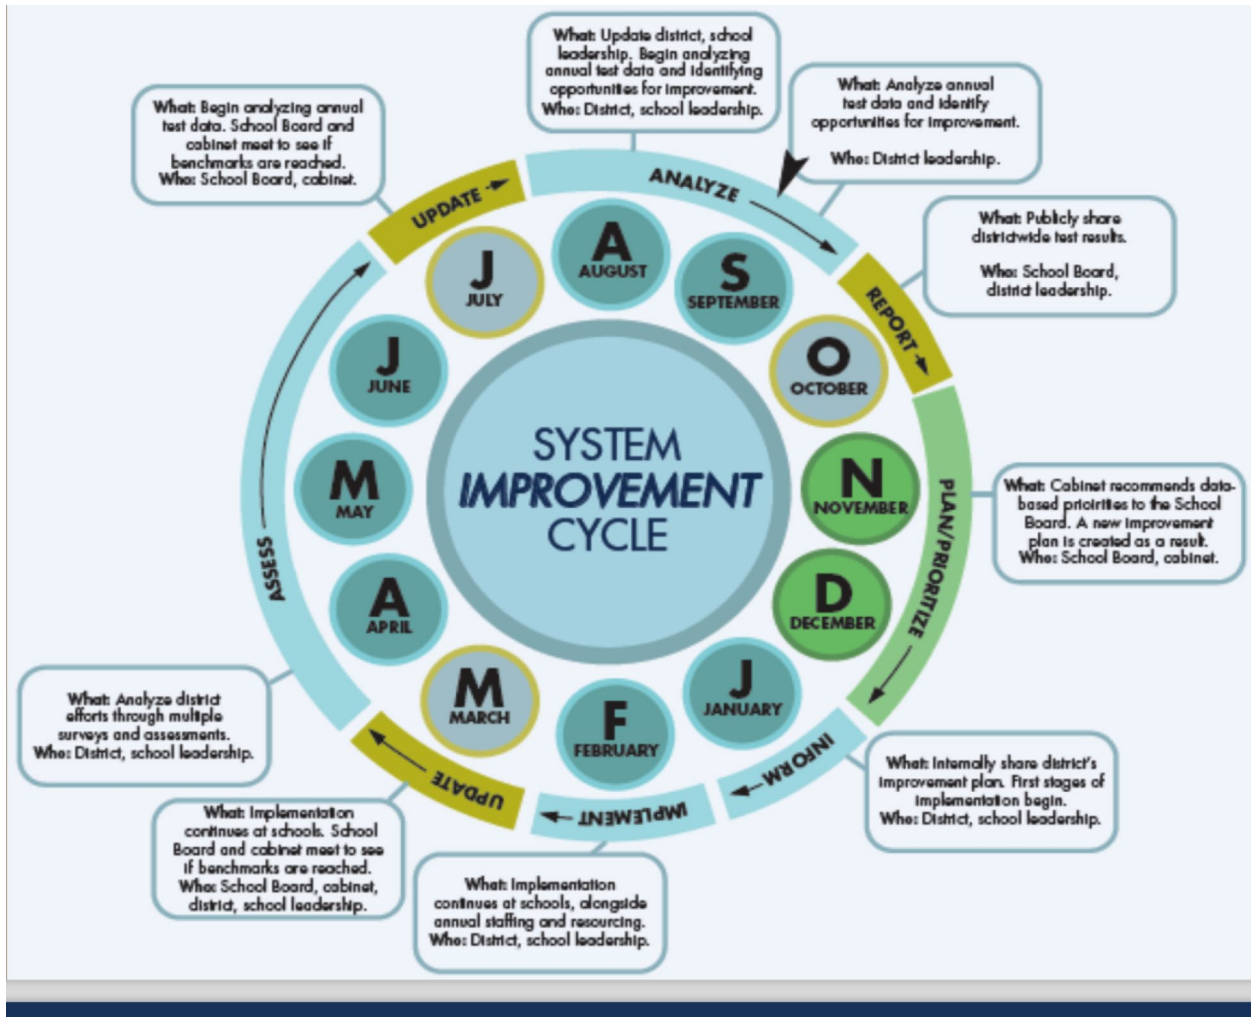 What: Update district, school
leadership. Begin analyzing
annual test data and identifying
opportunities for improvement.
Who: District, school leadership.
What: Analyze annual
test data and identify
opportunities for improvement.
Who: District leadership.
What: Begin analyzing annual
test data. School Board and
cabinet meet to see if
benchmarks are reached.
Who: School Board, cabinet.
What: Publicly share
districtwide test results.
Who: School Board,
district leadership.
UPDATE
ANALYZE
REPORT
PLAN/PRIORITIZE
INFORM
IMPLEMENT
UPDATE
ASSESS
J
JULY
A
AUGUST
S
SEPTEMBER
O
OCTOBER
N
NOVEMBER
D
DECEMBER
J
JANUARY
F
FEBRUARY
M
MARCH
A
APRIL
M
MAY
J
JUNE
SYSTEM
IMPROVEMENT
CYCLE
What: Cabinet recommends data-
based priorities to the School
Board. A new improvement
plan is created as a result.
Who: School Board, cabinet.
What: Internally share district's
improvement plan. First stages of
implementation begin.
Who: District, school leadership.
What: Implementation
continues at schools, alongside
annual staffing and resourcing.
Who: District, school leadership.
What: Implementation
continues at schools. School
Board and cabinet meet to see
if benchmarks are reached.
Who: School Board, cabinet,
district, school leadership.
What: Analyze district
efforts through multiple
surveys and assessments.
Who: District, school leadership.